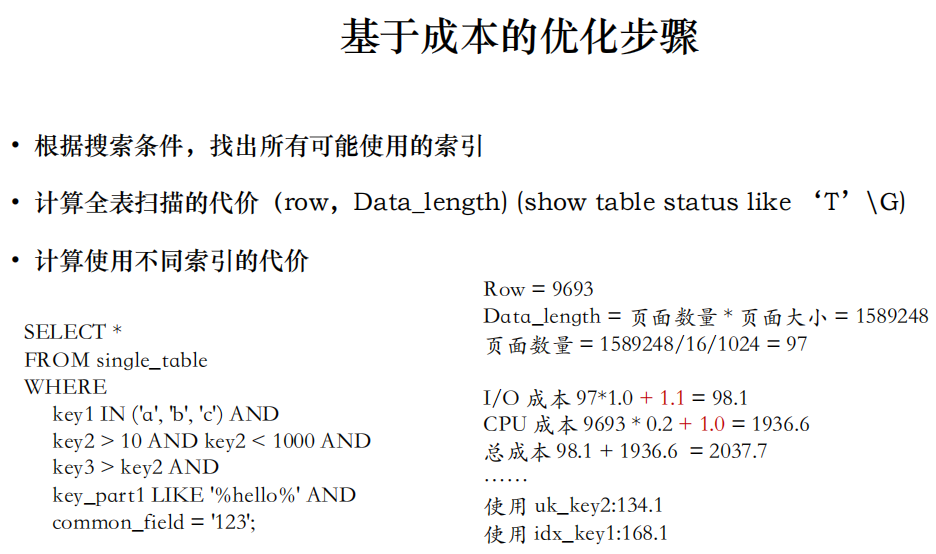 基于成本的优化步骤
• 根据搜索条件，找出所有可能使用的索引
• 计算全表扫描的代价（row，Data_length) (show table status like ‘T’\G)
• 计算使用不同索引的代价
SELECT *
FROM single_table
WHERE
key1 IN ('a', 'b', 'c') AND
key2 > 10 AND key2 < 1000 AND
key3 > key2 AND
key_part1 LIKE '%hello%' AND
common_field = '123';
Row = 9693
Data_length = 页面数量 * 页面大小 = 1589248
页面数量 = 1589248/16/1024 = 97
I/O 成本 97*1.0 + 1.1 = 98.1
CPU 成本 9693 * 0.2 + 1.0 = 1936.6
总成本 98.1 + 1936.6 = 2037.7
……
使用 uk_key2:134.1
使用 idx_key1:168.1